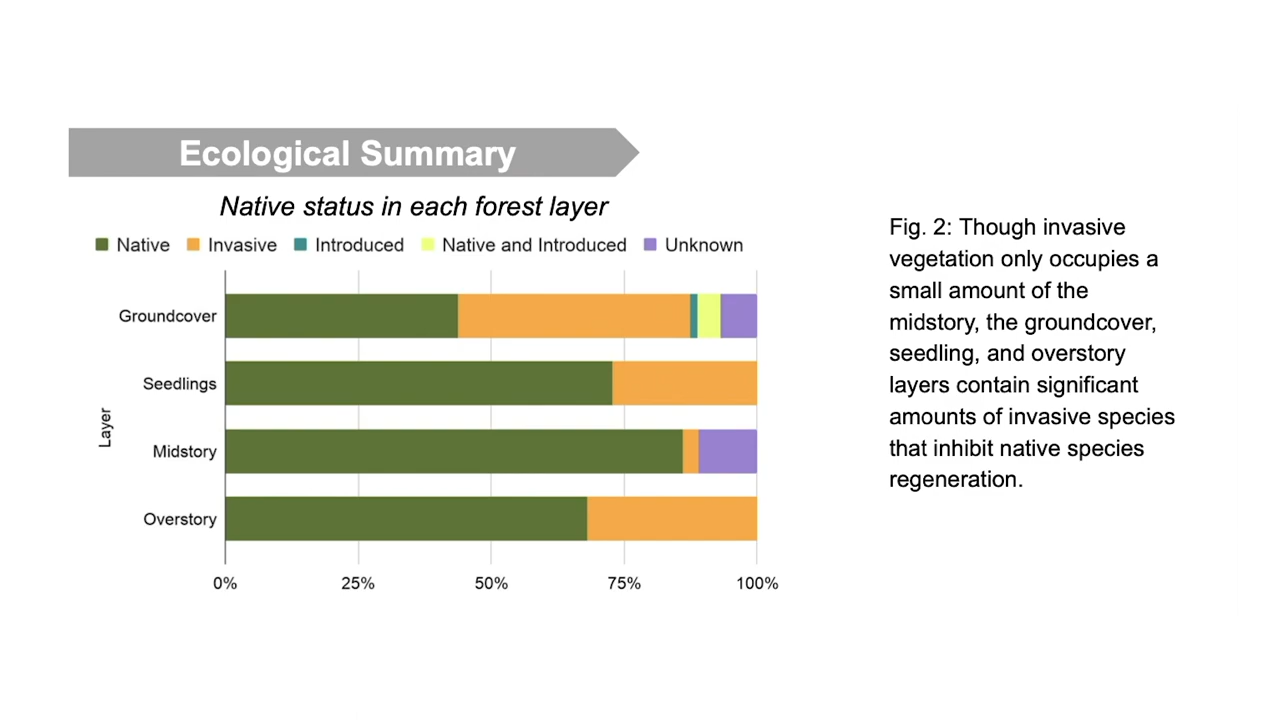 Ecological Summary
Native status in each forest layer
Native Invasive Introduced Native and Introduced Unknown
Groundcover
Seedlings
Midstory
Overstory
Layer
0% 25% 50% 75% 100%
Fig. 2: Though invasive
vegetation only occupies a
small amount of the
midstory, the groundcover,
seedling, and overstory
layers contain significant
amounts of invasive species
that inhibit native species
regeneration.